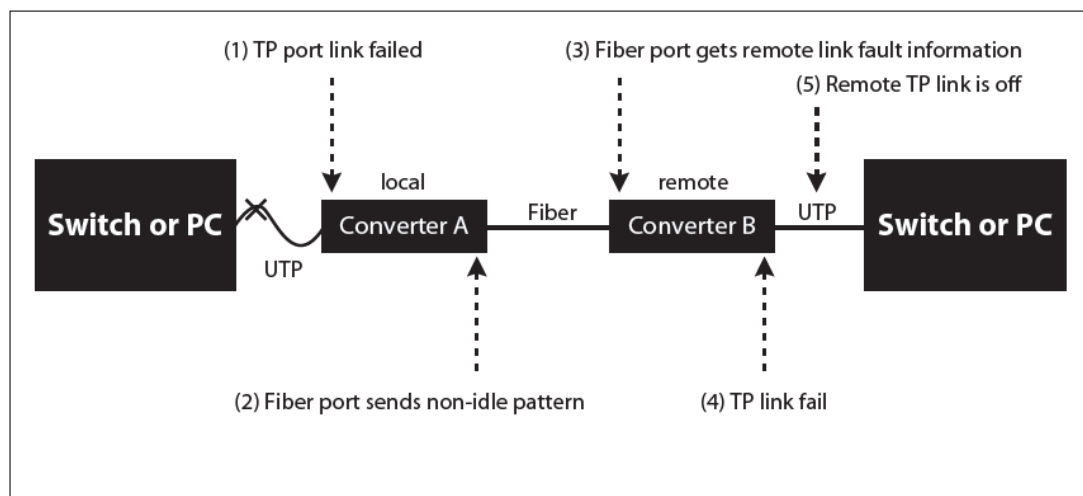 (1) TP port link failed
(3) Fiber port gets remote link fault information
(5) Remote TP link is off
local
remote
Switch or PC
UTP
Converter A
Fiber
Converter B
UTP
Switch or PC
(2) Fiber port sends non-idle pattern
(4) TP link fail